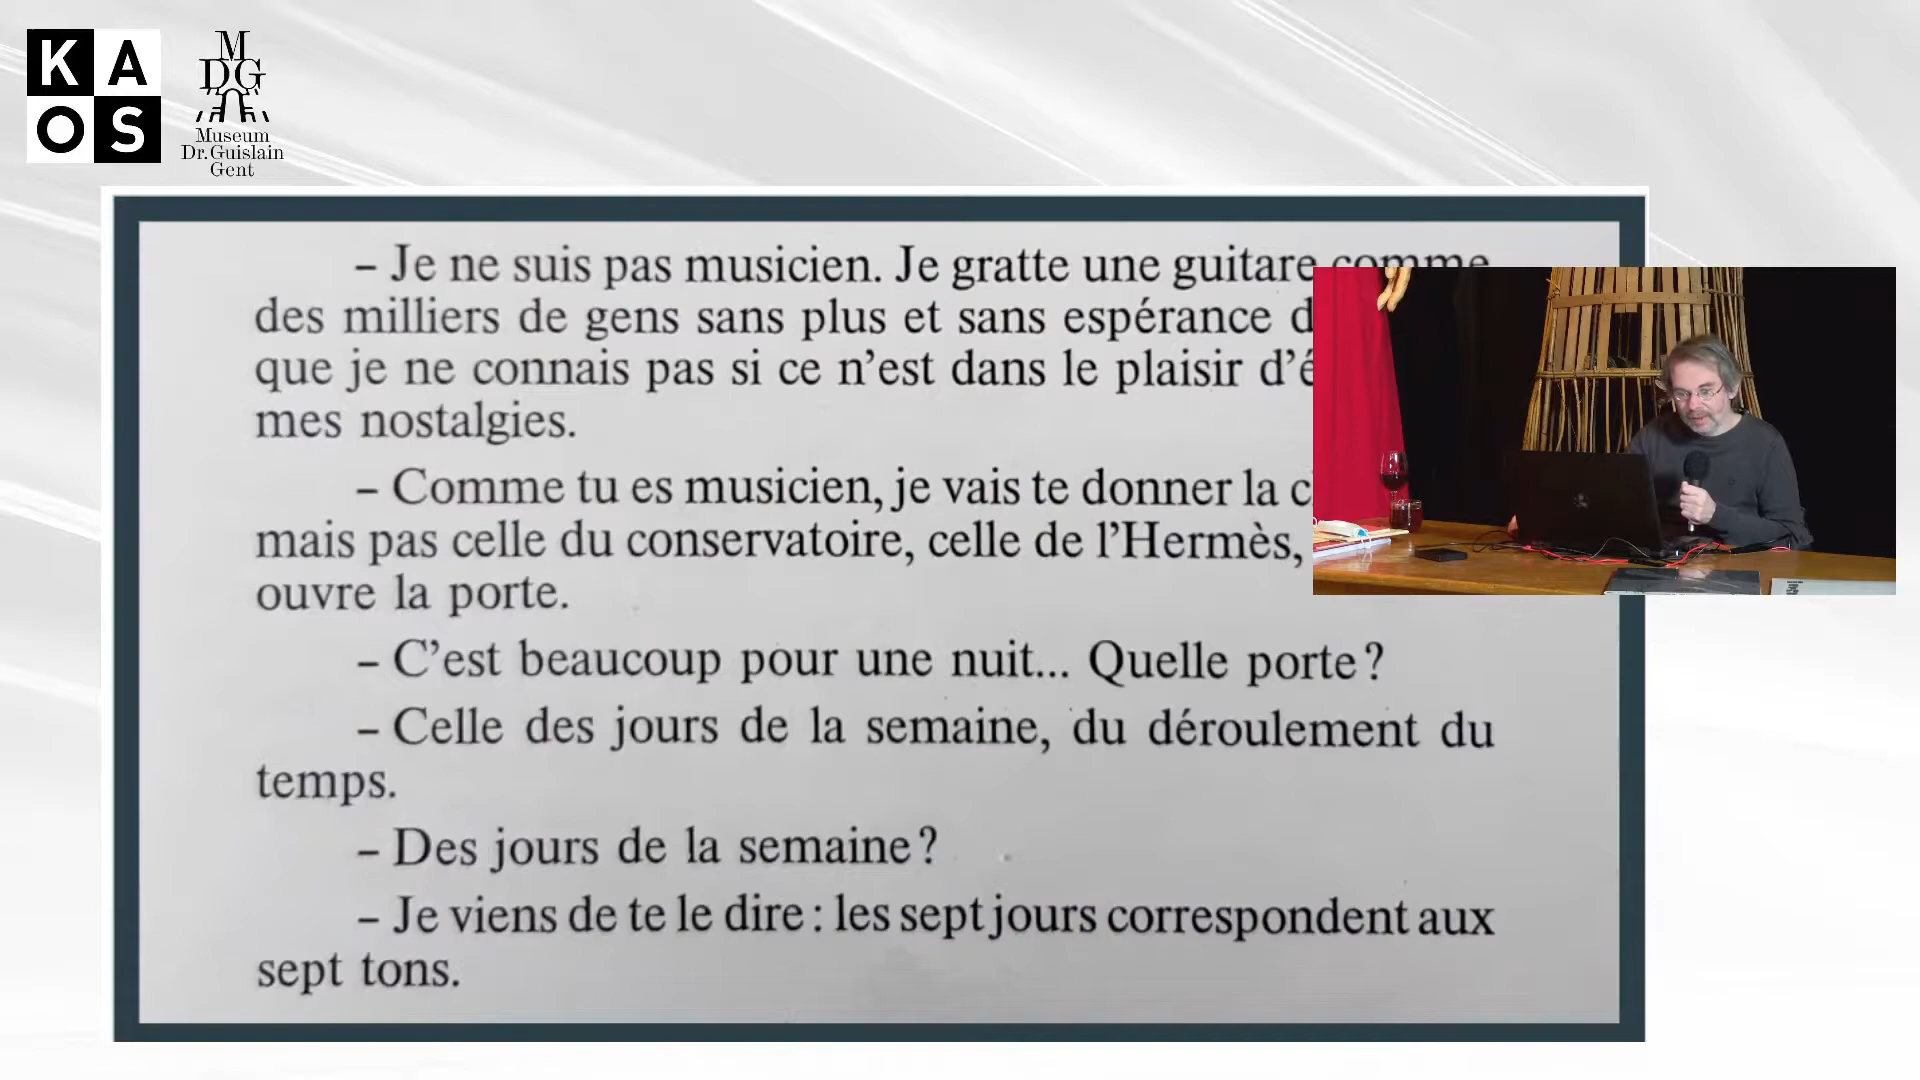 KA
OS
M
DG
Museum
Dr.Guislain
Gent
– Je ne suis pas musicien. Je gratte une guitare comme
des milliers de gens sans plus et sans espérance
que je ne connais pas si ce n’est dans le plaisir
mes nostalgies.
– Comme tu es musicien, je vais te donner la
mais pas celle du conservatoire, celle de l’Hermès,
ouvre la porte.
– C’est beaucoup pour une nuit... Quelle porte ?
– Celle des jours de la semaine, du déroulement du
temps.
– Des jours de la semaine ?
– Je viens de te le dire : les sept jours correspondent aux
sept tons.